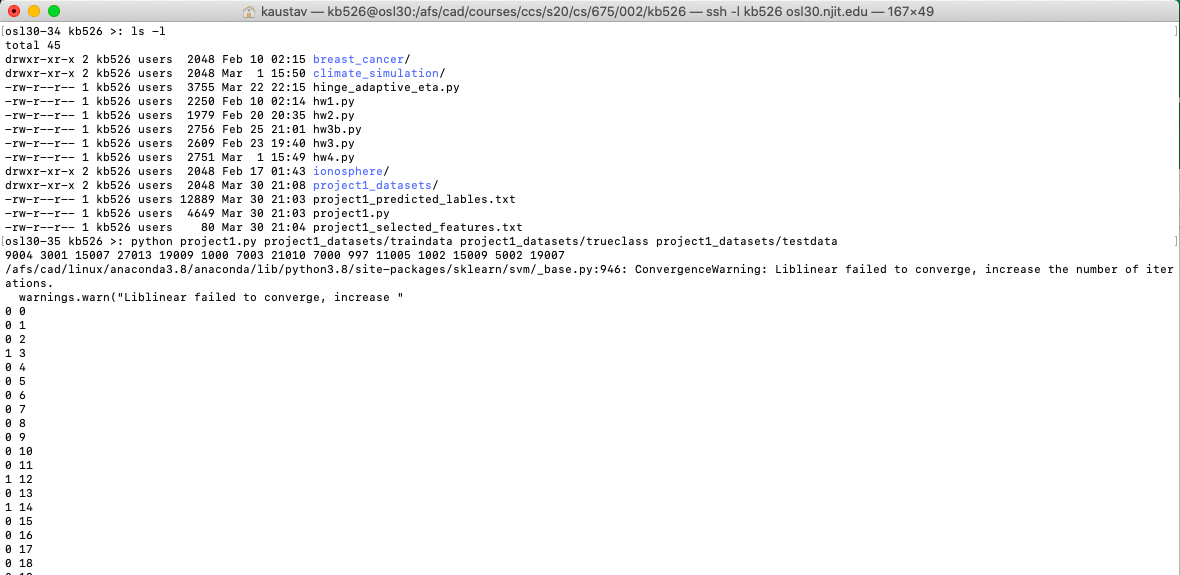 kaustav — kb526@osl30:/afs/cad/courses/ccs/s20/cs/675/002/kb526 — ssh -l kb526 osl30.njit.edu — 167×49
[osl30-34 kb526 >: ls -l ]
total 45
drwxr-xr-x 2 kb526 users  2048 Feb 10 02:15 breast_cancer/
drwxr-xr-x 2 kb526 users  2048 Mar  1 15:50 climate_simulation/
-rw-r--r-- 1 kb526 users  3755 Mar 22 22:15 hinge_adaptive_eta.py
-rw-r--r-- 1 kb526 users  2250 Feb 10 02:14 hw1.py
-rw-r--r-- 1 kb526 users  1979 Feb 20 20:35 hw2.py
-rw-r--r-- 1 kb526 users  2756 Feb 25 21:01 hw3b.py
-rw-r--r-- 1 kb526 users  2609 Feb 23 19:40 hw3.py
-rw-r--r-- 1 kb526 users  2751 Mar  1 15:49 hw4.py
drwxr-xr-x 2 kb526 users  2048 Feb 17 01:43 ionosphere/
drwxr-xr-x 2 kb526 users  2048 Mar 30 21:08 project1_datasets/
-rw-r--r-- 1 kb526 users 12889 Mar 30 21:03 project1_predicted_lables.txt
-rw-r--r-- 1 kb526 users  4649 Mar 30 21:03 project1.py
-rw-r--r-- 1 kb526 users    80 Mar 30 21:04 project1_selected_features.txt
[osl30-35 kb526 >: python project1.py project1_datasets/traindata project1_datasets/trueclass project1_datasets/testdata ]
9004 3001 15007 27013 19009 1000 7003 21010 7000 997 11005 1002 15009 5002 19007
/afs/cad/linux/anaconda3.8/anaconda/lib/python3.8/site-packages/sklearn/svm/_base.py:946: ConvergenceWarning: Liblinear failed to converge, increase the number of iter
ations.
  warnings.warn("Liblinear failed to converge, increase "
0 0
0 1
0 2
1 3
0 4
0 5
0 6
0 7
0 8
0 9
0 10
0 11
1 12
0 13
1 14
0 15
0 16
0 17
0 18